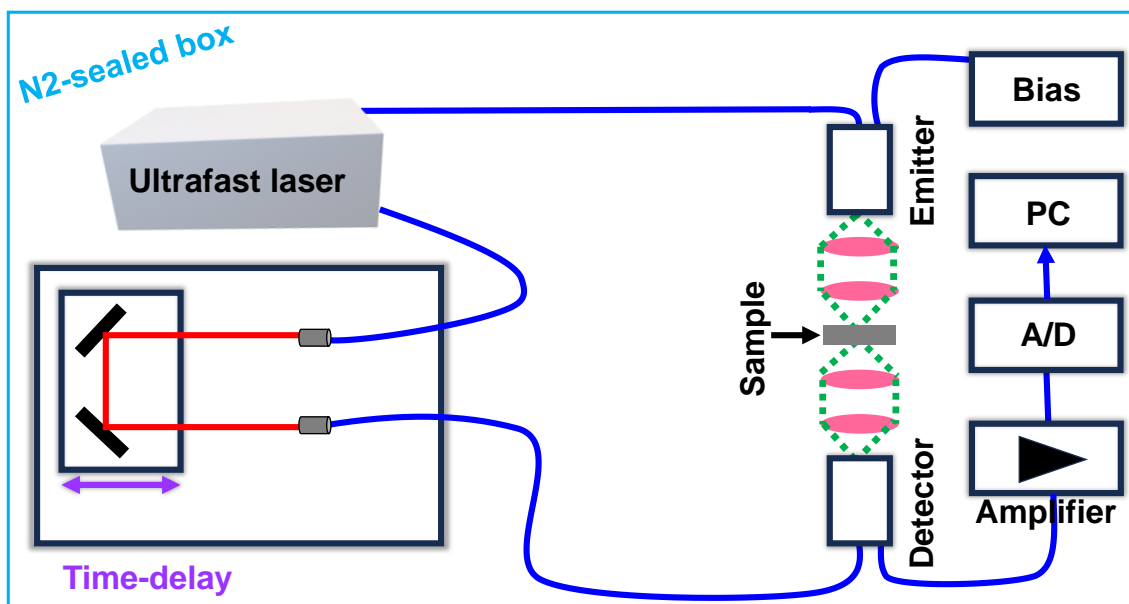 N2-sealed box
Ultrafast laser
Emitter
Bias
PC
Sample
A/D
Detector
Amplifier
Time-delay